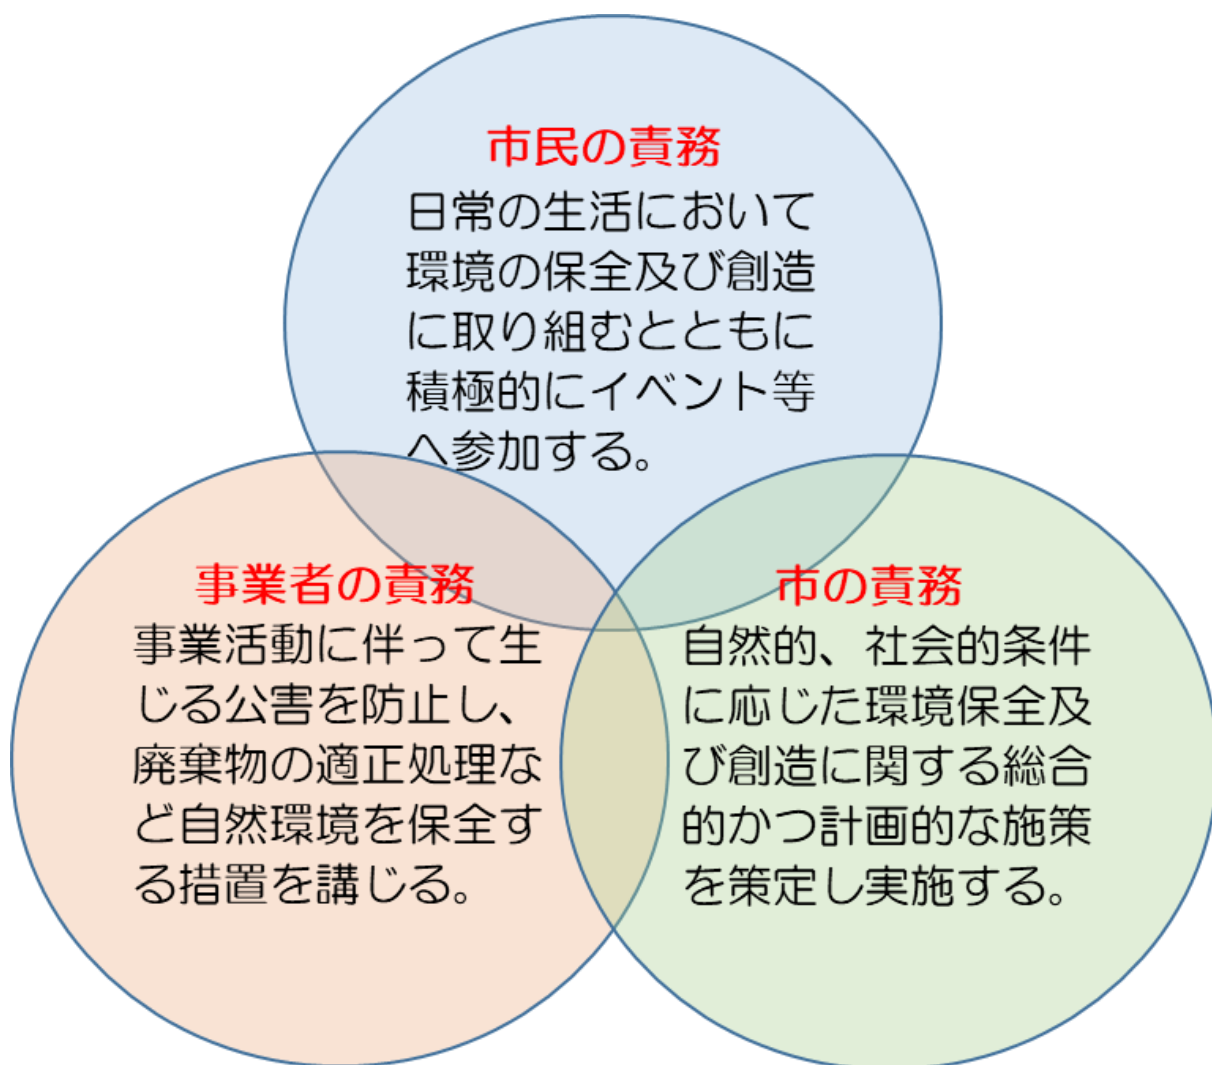 市民の責務
日常の生活において
環境の保全及び創造
に取り組むとともに
積極的にイベント等
へ参加する。
事業者の責務
事業活動に伴って生
じる公害を防止し、
廃棄物の適正処理な
ど自然環境を保全す
る措置を講じる。
市の責務
自然的、社会的条件
に応じた環境保全及
び創造に関する総合
的かつ計画的な施策
を策定し実施する。